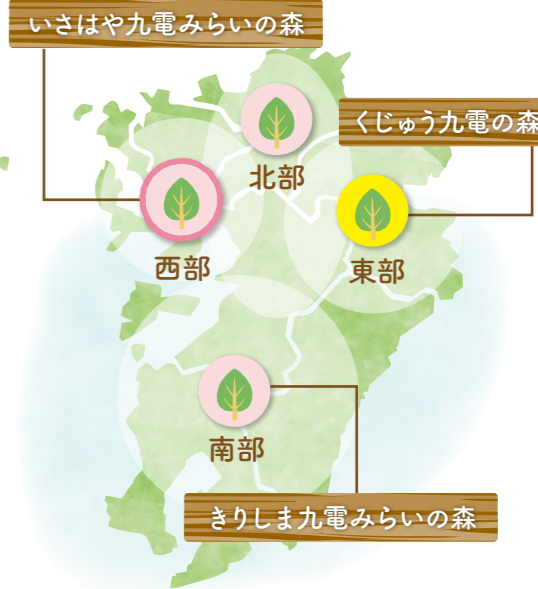 いさはや九電みらいの森
くじゅう九電の森
北部
西部
東部
南部
きりしま九電みらいの森